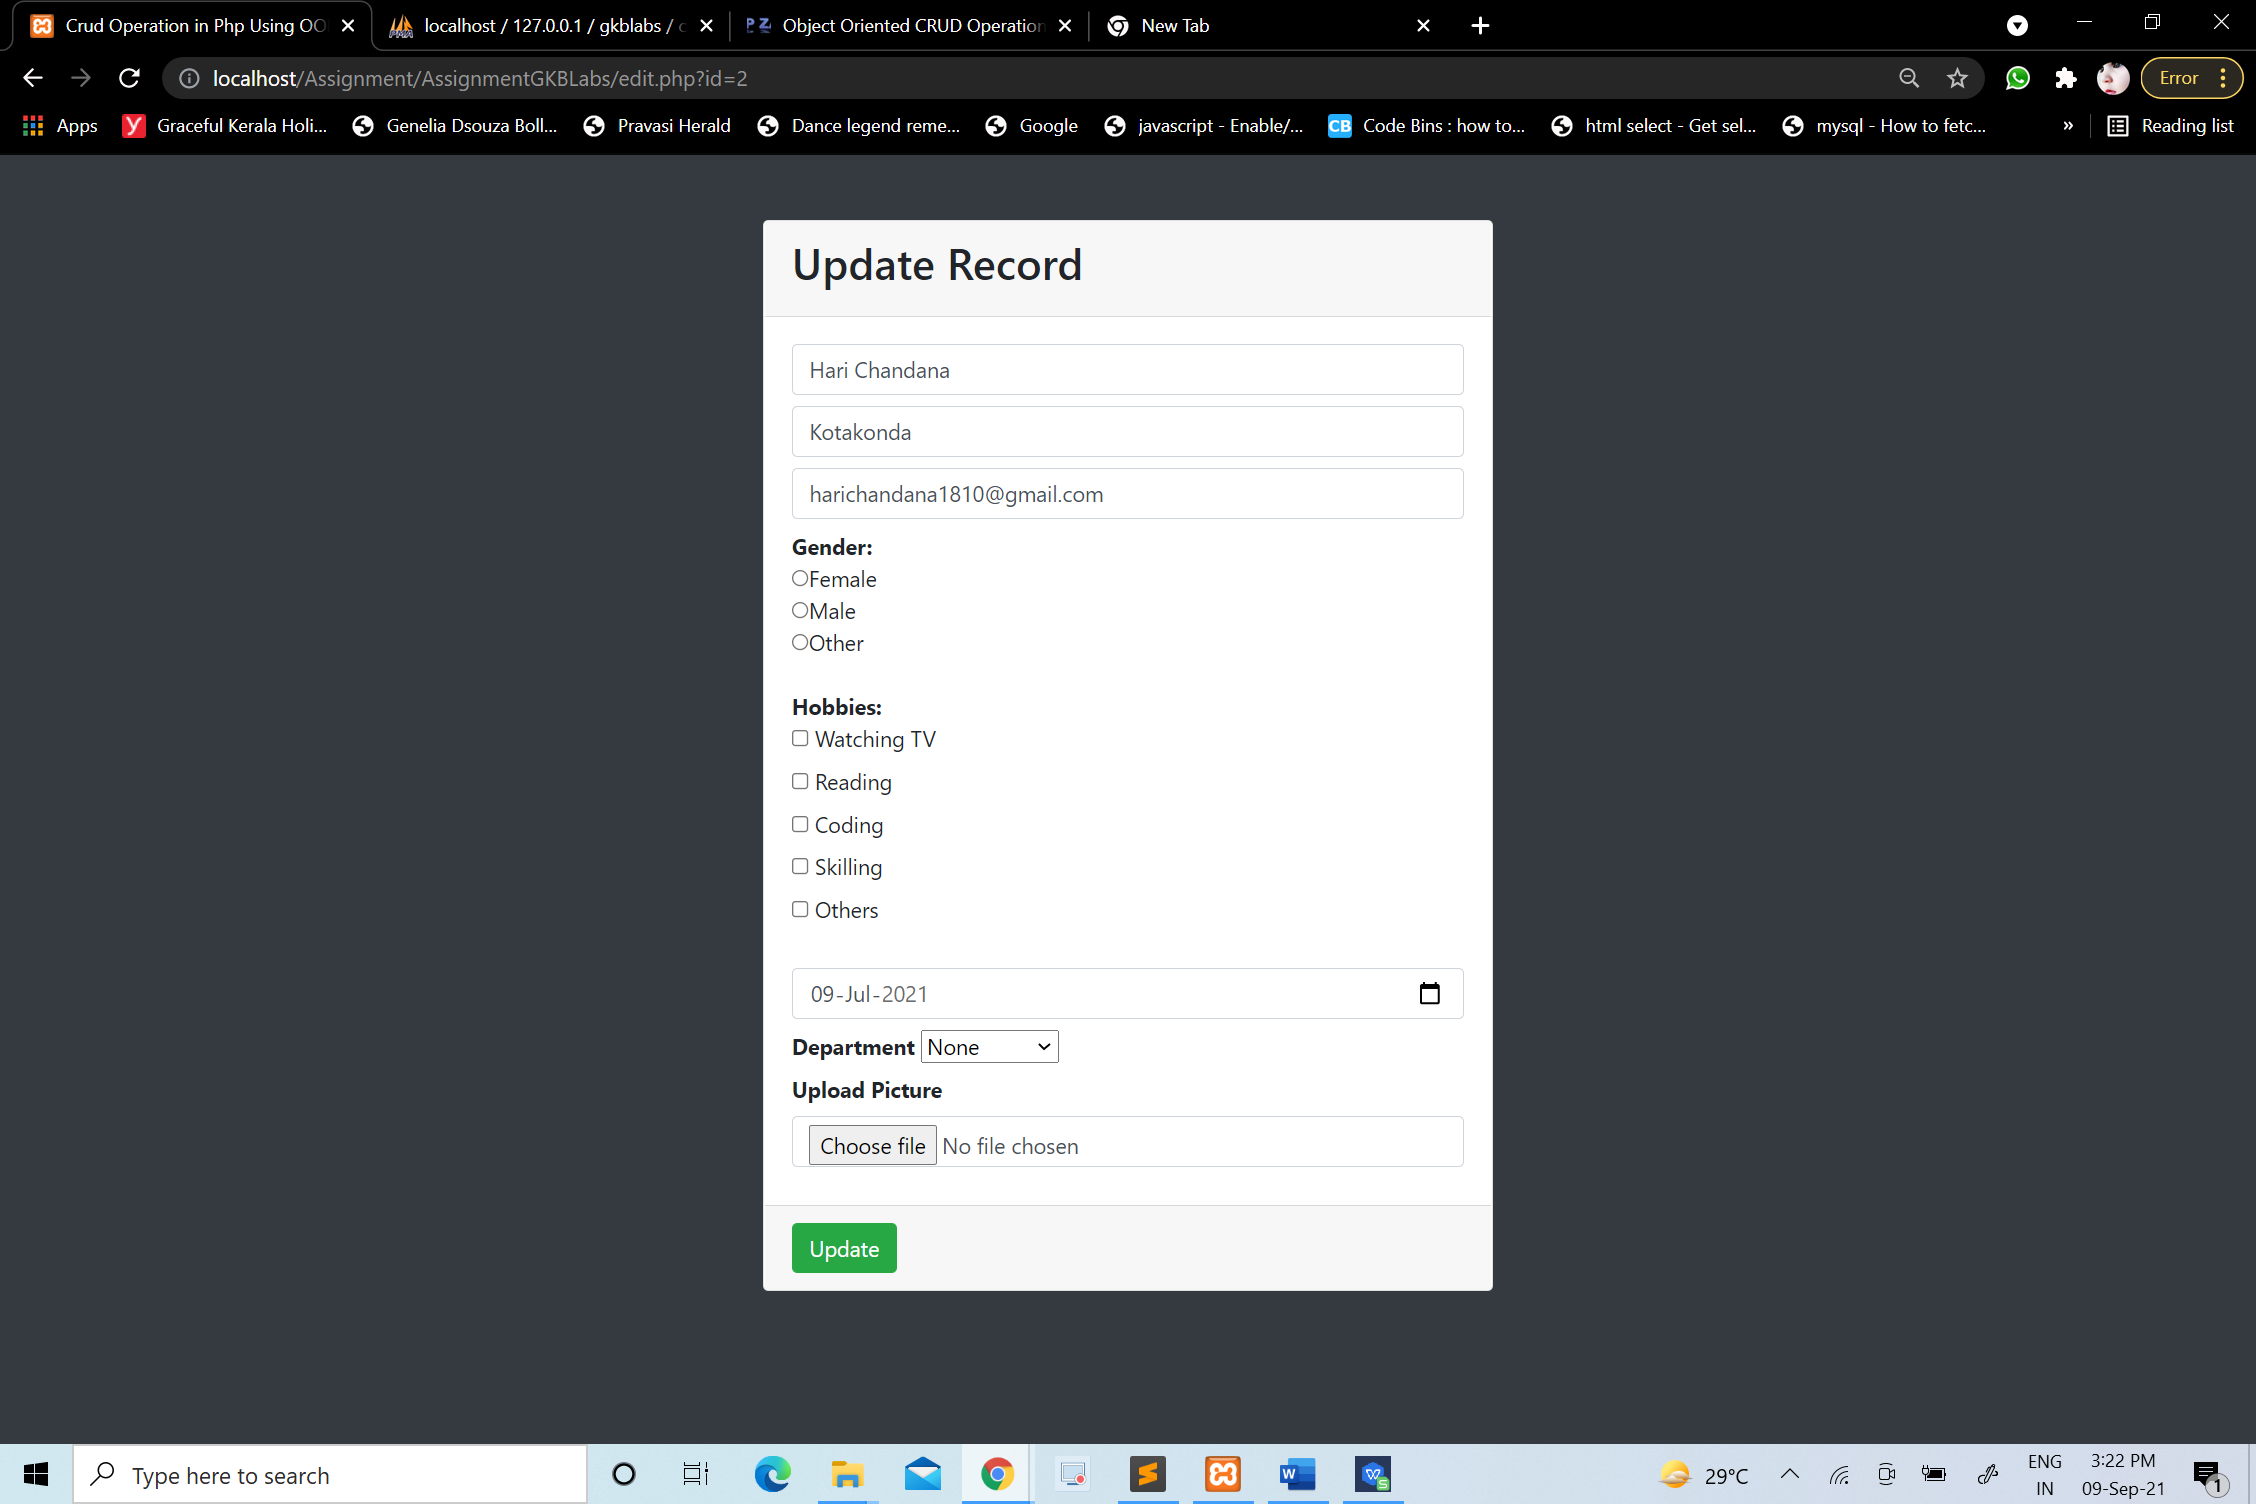 Crud Operation in Php Using OO
localhost / 127.0.0.1 / gkblabs / c
PZ Object Oriented CRUD Operation
New Tab
localhost/Assignment/AssignmentGKBLabs/edit.php?id=2
Error
Apps
Graceful Kerala Holi...
Genelia Dsouza Boll...
Pravasi Herald
Dance legend reme...
Google
javascript - Enable/...
CB Code Bins : how to...
html select - Get sel...
mysql - How to fetc...
»
Reading list
Update Record
Hari Chandana
Kotakonda
harichandana1810@gmail.com
Gender:
Female
Male
Other
Hobbies:
Watching TV
Reading
Coding
Skilling
Others
09-Jul-2021
Department None
Upload Picture
Choose file No file chosen
Update
Type here to search
29°C
ENG
IN
3:22 PM
09-Sep-21
1